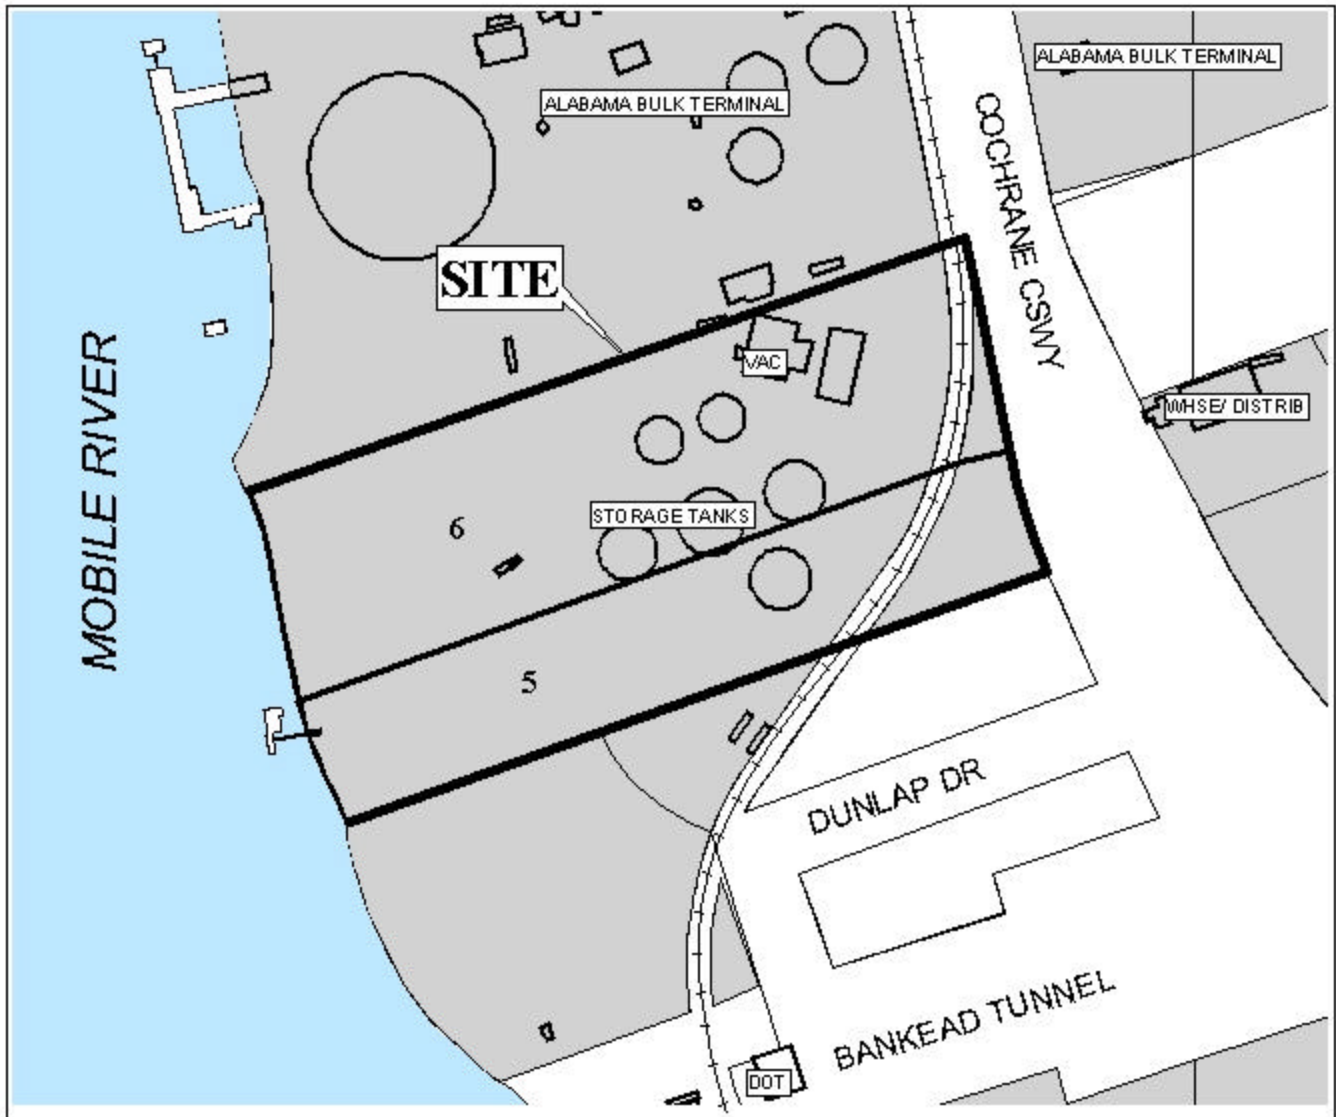 ALABAMA BULK TERMINAL
ALABAMA BULK TERMINAL
COCHRANE CSWY
SITE
MOBILE RIVER
VAC
WHSE/ DISTRIB
STORAGE TANKS
6
5
DUNLAP DR
BANKEAD TUNNEL
DOT